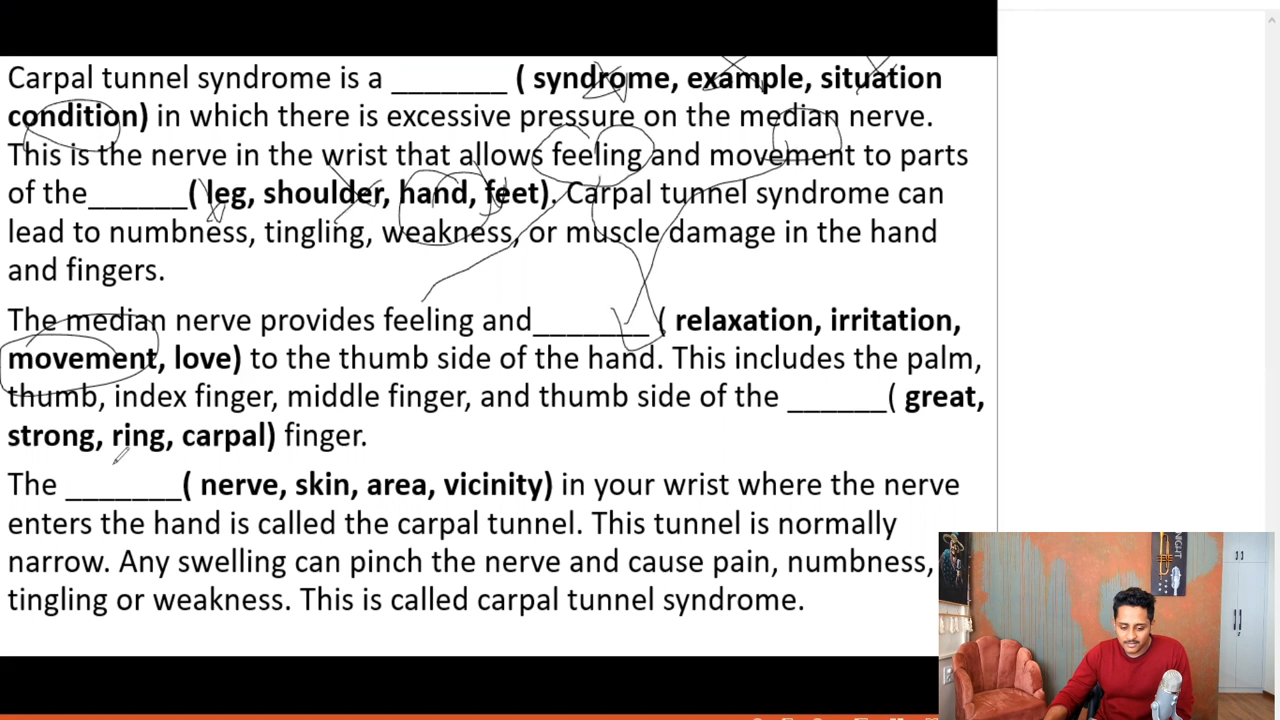 Carpal tunnel syndrome is a _______ ( syndrome, example, situation
condition) in which there is excessive pressure on the median nerve.
This is the nerve in the wrist that allows feeling and movement to parts
of the______( leg, shoulder, hand, feet). Carpal tunnel syndrome can
lead to numbness, tingling, weakness, or muscle damage in the hand
and fingers.
The median nerve provides feeling and_______ ( relaxation, irritation,
movement, love) to the thumb side of the hand. This includes the palm,
thumb, index finger, middle finger, and thumb side of the ______( great,
strong, ring, carpal) finger.
The _______( nerve, skin, area, vicinity) in your wrist where the nerve
enters the hand is called the carpal tunnel. This tunnel is normally
narrow. Any swelling can pinch the nerve and cause pain, numbness,
tingling or weakness. This is called carpal tunnel syndrome.